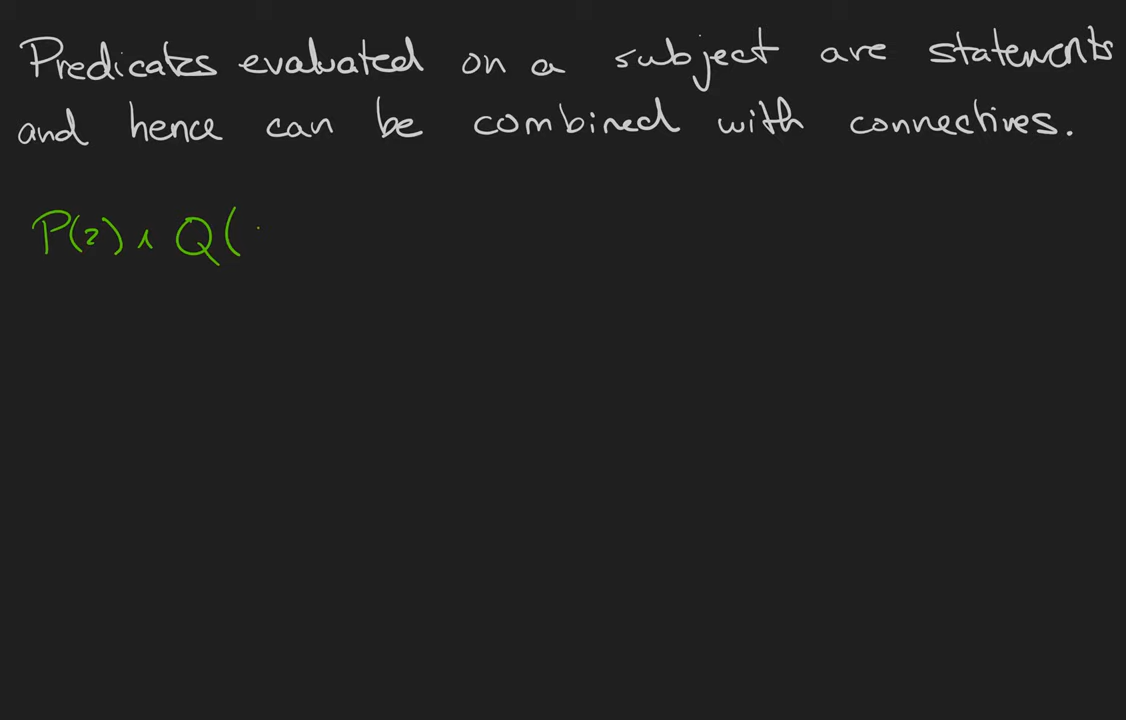 Predicates evaluated on a subject are statements
and hence can be combined with connectives.
P(2) ∧ Q(